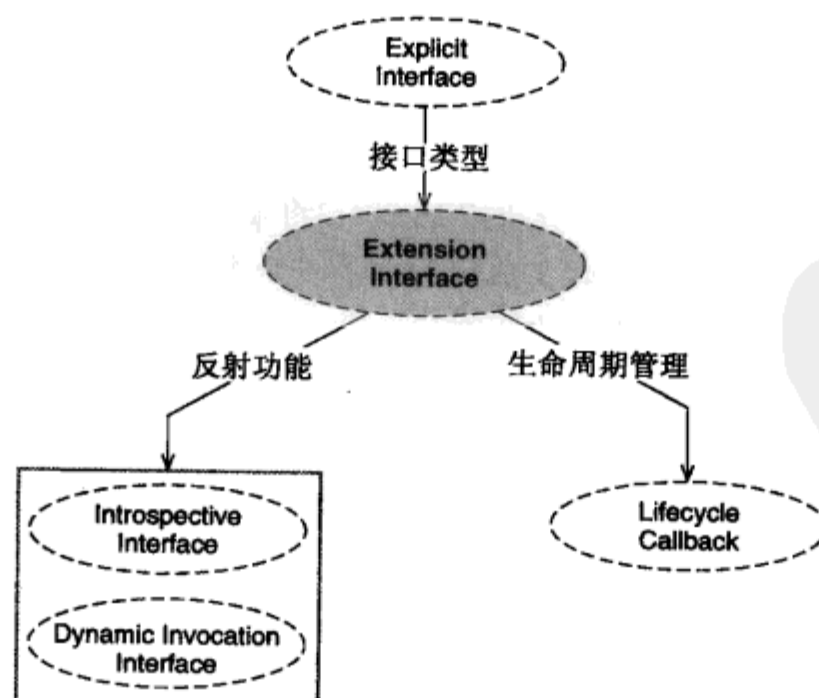 Explicit
Interface
接口类型
Extension
Interface
反射功能
生命周期管理
Introspective
Interface
Lifecycle
Callback
Dynamic Invocation
Interface